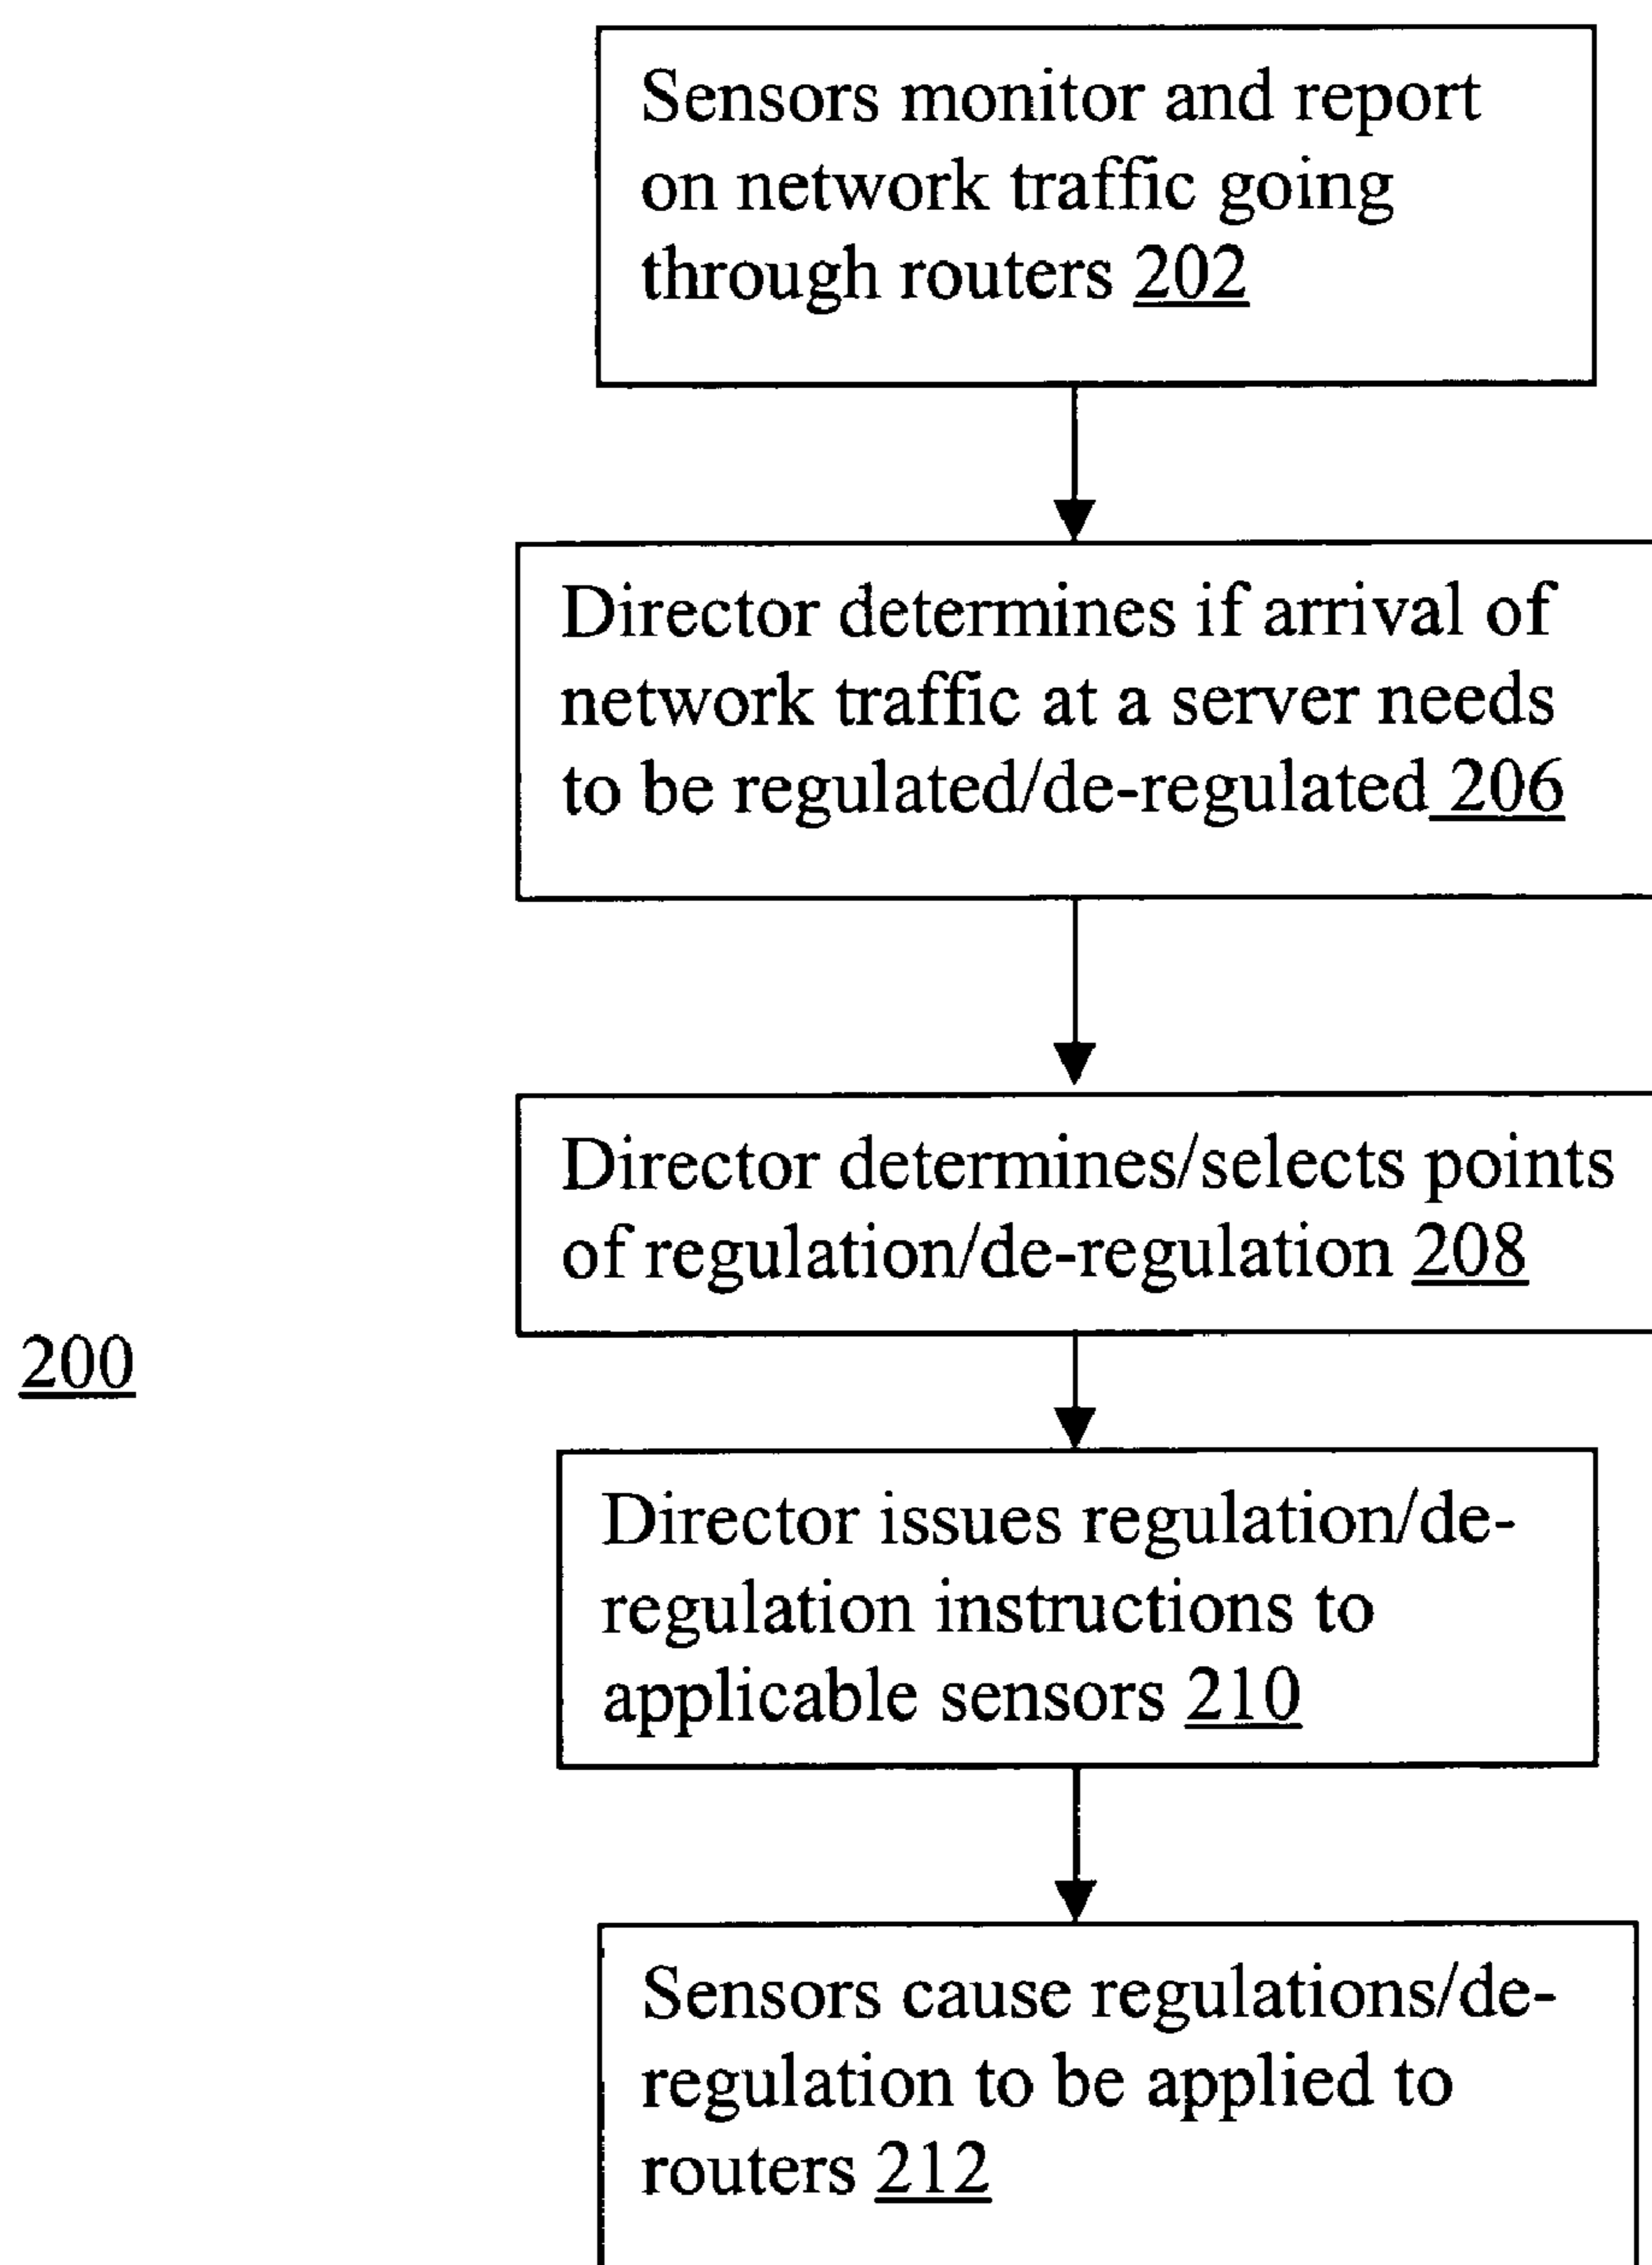 Sensors monitor and report
on network traffic going
through routers 202
Director determines if arrival of
network traffic at a server needs
to be regulated/de-regulated 206
Director determines/selects points
of regulation/de-regulation 208
200
Director issues regulation/de-
regulation instructions to
applicable sensors 210
Sensors cause regulations/de-
regulation to be applied to
routers 212